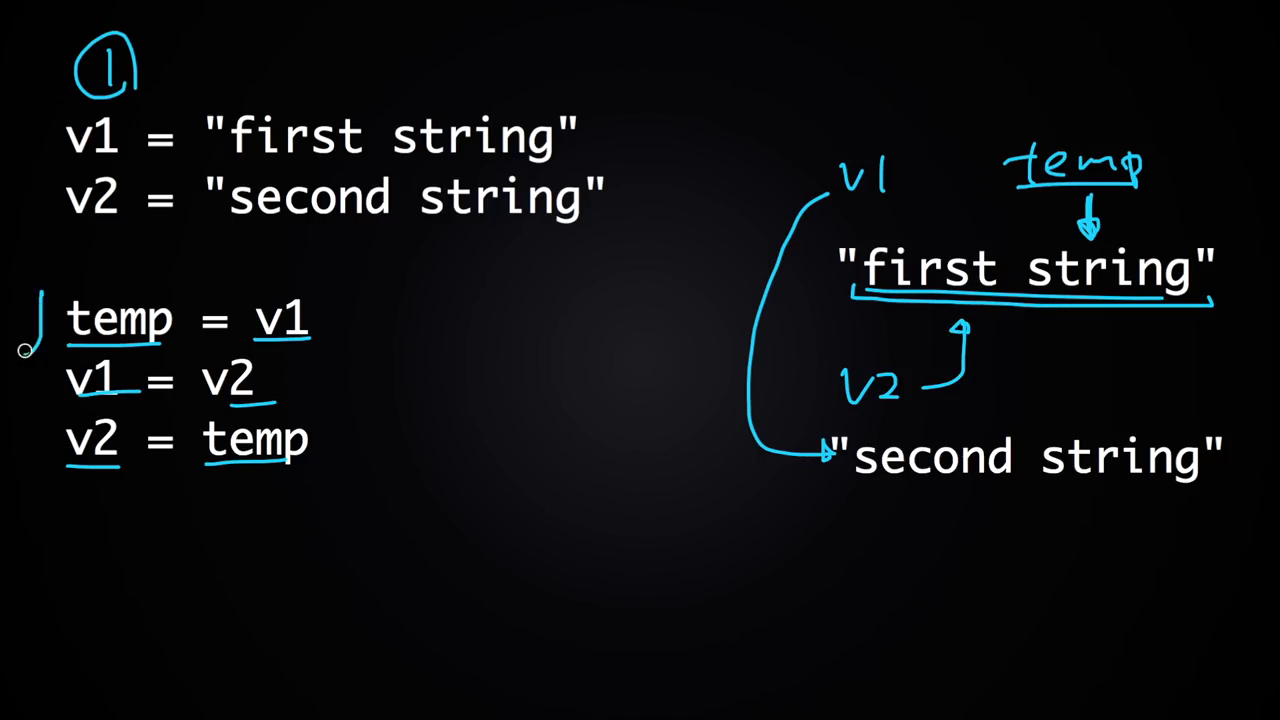 1
v1 = "first string"
v2 = "second string"
temp = v1
v1 = v2
v2 = temp
v1
temp
"first string"
v2
"second string"